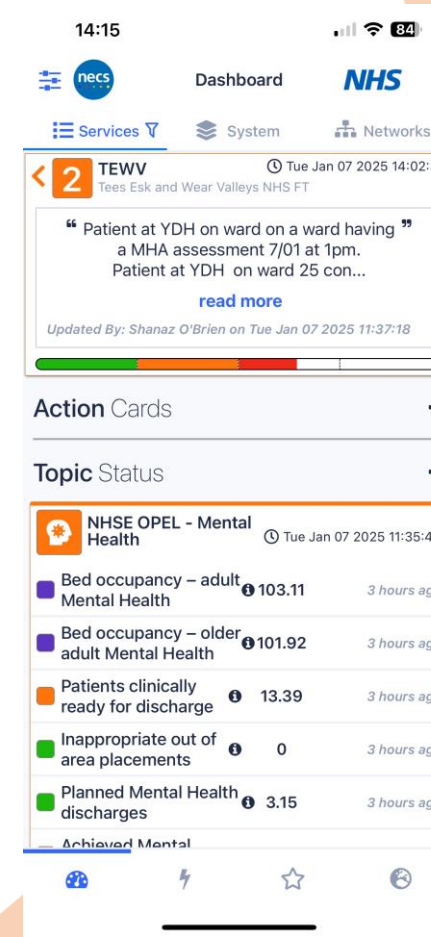 14:15
84
necs
Dashboard
NHS
Services
System
Networks
2
TEWV
Tue Jan 07 2025 14:02:
Tees Esk and Wear Valleys NHS FT
“ Patient at YDH on ward on a ward having ”
a MHA assessment 7/01 at 1pm.
Patient at YDH on ward 25 con...
read more
Updated By: Shanaz O'Brien on Tue Jan 07 2025 11:37:18
Action Cards
Topic Status
NHSE OPEL - Mental
Health
Tue Jan 07 2025 11:35:4
Bed occupancy – adult
Mental Health
103.11
3 hours ag
Bed occupancy – older
adult Mental Health
101.92
3 hours ag
Patients clinically
ready for discharge
13.39
3 hours ag
Inappropriate out of
area placements
0
3 hours ag
Planned Mental Health
discharges
3.15
3 hours ag
Achieved Mental